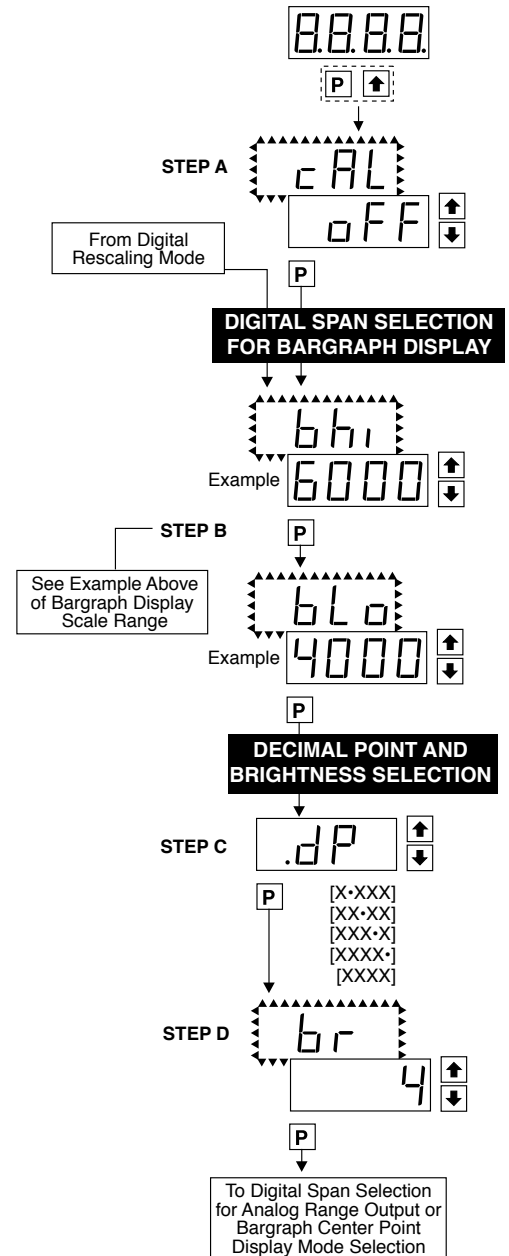 8.8.8.8.
P
STEP A
cAL
oFF
From Digital
Rescaling Mode
P
DIGITAL SPAN SELECTION
FOR BARGRAPH DISPLAY
bhi
Example 6000
STEP B
P
See Example Above
of Bargraph Display
Scale Range
bLo
Example 4000
P
DECIMAL POINT AND
BRIGHTNESS SELECTION
STEP C
.dP
P
[X•XXX]
[XX•XX]
[XXX•X]
[XXXX•]
[XXXX]
STEP D
br
4
P
To Digital Span Selection
for Analog Range Output or
Bargraph Center Point
Display Mode Selection